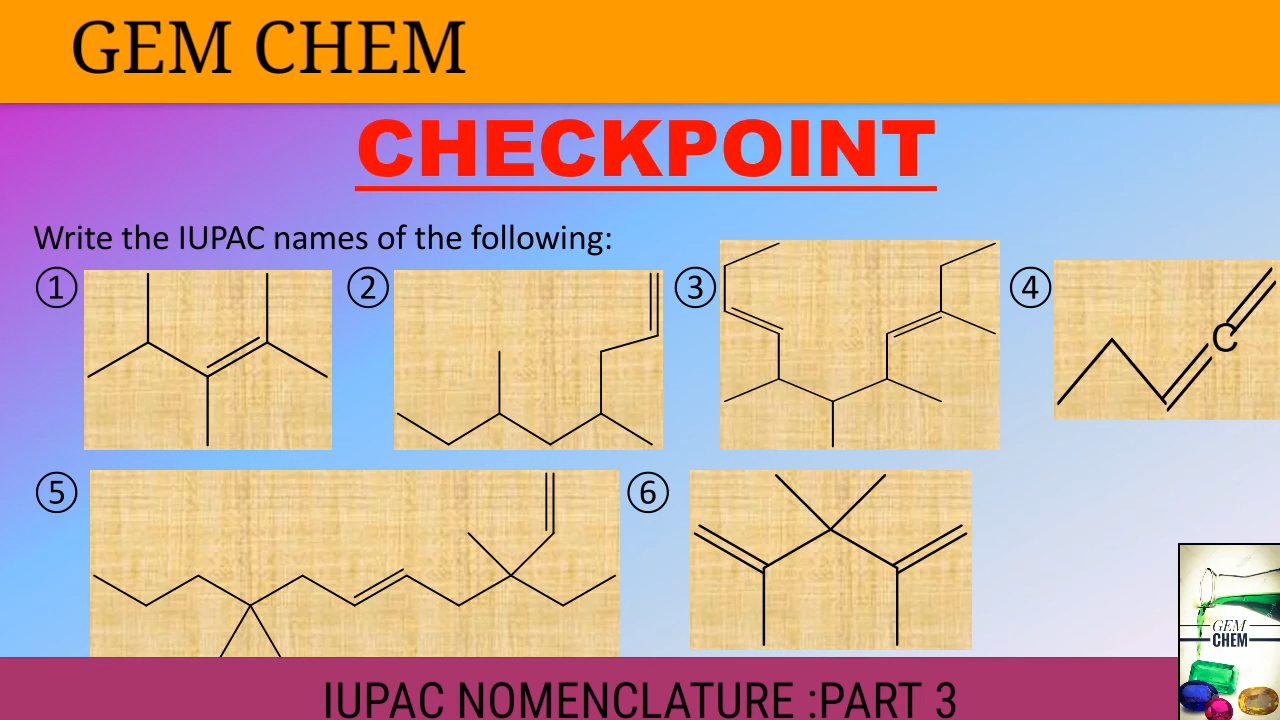 GEM CHEM
CHECKPOINT
Write the IUPAC names of the following:
① ② ③ ④
C
⑤ ⑥
GEM
CHEM
IUPAC NOMENCLATURE :PART 3